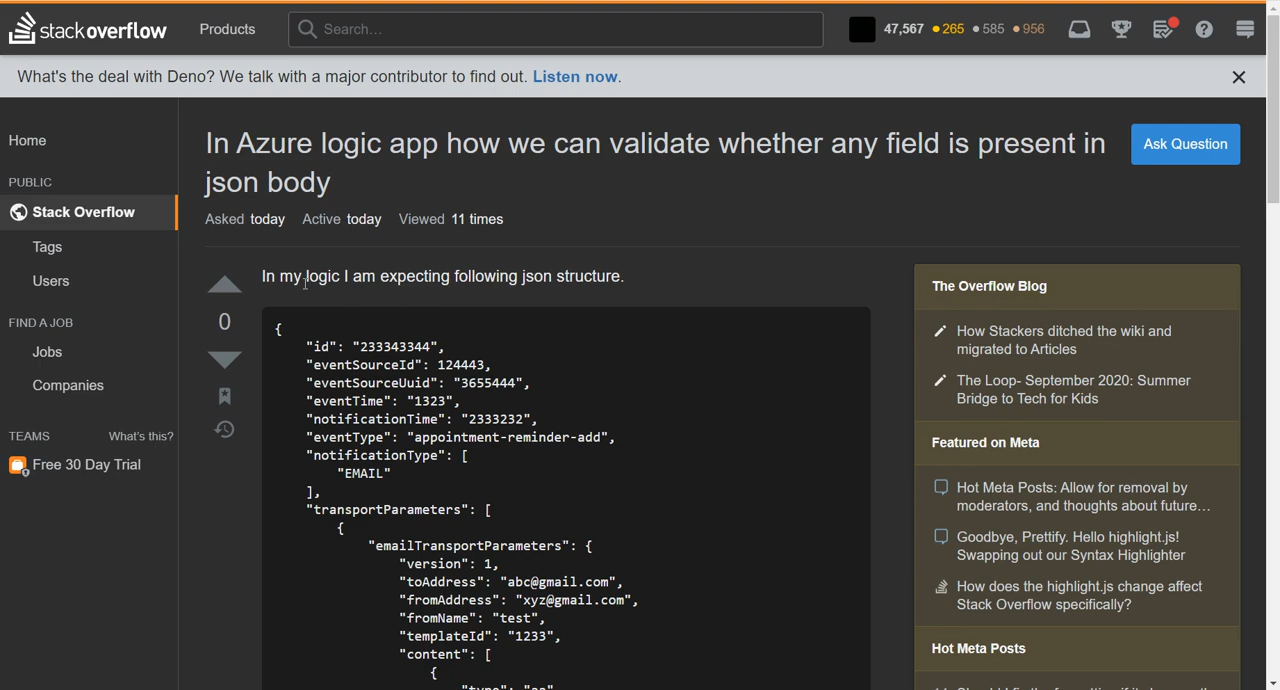 stackoverflow
Products
Search...
47,567 265 585 956
What's the deal with Deno? We talk with a major contributor to find out. Listen now.
Home
PUBLIC
Stack Overflow
Tags
Users
FIND A JOB
Jobs
Companies
TEAMS What's this?
Free 30 Day Trial
In Azure logic app how we can validate whether any field is present in
json body
Ask Question
Asked today Active today Viewed 11 times
0
In my logic I am expecting following json structure.
{
"id": "233343344",
"eventSourceId": 124443,
"eventSourceUuid": "3655444",
"eventTime": "1323",
"notificationTime": "2333232",
"eventType": "appointment-reminder-add",
"notificationType": [
"EMAIL"
],
"transportParameters": [
{
"emailTransportParameters": {
"version": 1,
"toAddress": "abc@gmail.com",
"fromAddress": "xyz@gmail.com",
"fromName": "test",
"templateId": "1233",
"content": [
{
The Overflow Blog
How Stackers ditched the wiki and
migrated to Articles
The Loop- September 2020: Summer
Bridge to Tech for Kids
Featured on Meta
Hot Meta Posts: Allow for removal by
moderators, and thoughts about future...
Goodbye, Prettify. Hello highlight.js!
Swapping out our Syntax Highlighter
How does the highlight.js change affect
Stack Overflow specifically?
Hot Meta Posts